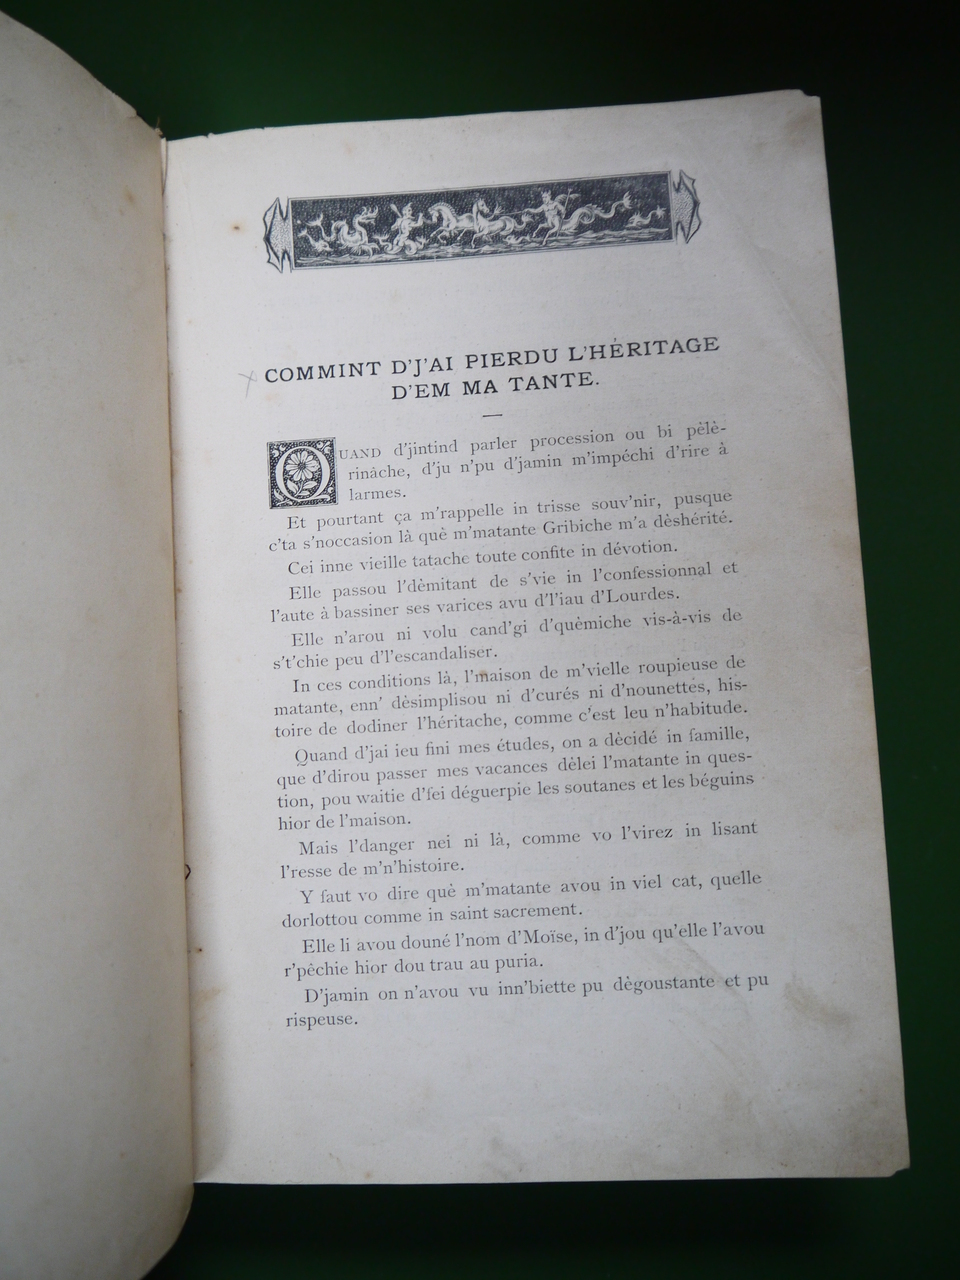 COMMINT D'J'AI PIERDU L'HÉRITAGE
D'EM MA TANTE.
QUAND d'jintind parler procession ou bi pèlè-
rinâche, d'ju n'pu d'jamin m'impéchi d'rire à
larmes.
Et pourtant ça m'rappelle in trisse souv'nir, pusque
c'ta s'noccasion là què m'matante Gribiche m'a dèshérité.
Cei inne vieille tatache toute confite in dévotion.
Elle passou l'dèmitant de s'vie in l'confessionnal et
l'aute à bassiner ses varices avu d'l'iau d'Lourdes.
Elle n'arou ni volu cand'gi d'quèmiche vis-à-vis de
s't'chie peu d'l'escandaliser.
In ces conditions là, l'maison de m'vielle roupieuse de
matante, enn' dèsimplisou ni d'curés ni d'nounettes, his-
toire de dodiner l'héritache, comme c'est leu n'habitude.
Quand d'jai ieu fini mes études, on a dècidé in famille,
que d'dirou passer mes vacances dèlei l'matante in ques-
tion, pou waitie d'fei déguerpie les soutanes et les béguins
hior de l'maison.
Mais l'danger nei ni là, comme vo l'virez in lisant
l'resse de m'n'histoire.
Y faut vo dire què m'matante avou in viel cat, quelle
dorlottou comme in saint sacrement.
Elle li avou douné l'nom d'Moïse, in d'jou qu'elle l'avou
r'pêchie hior dou trau au puria.
D'jamin on n'avou vu inn'biette pu dègoustante et pu
rispeuse.